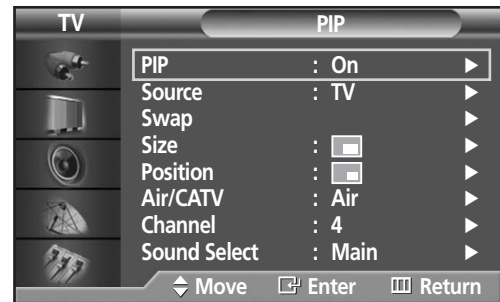 TV PIP
PIP : On
Source : TV
Swap
Size :
Position :
Air/CATV : Air
Channel : 4
Sound Select : Main
Move Enter Return